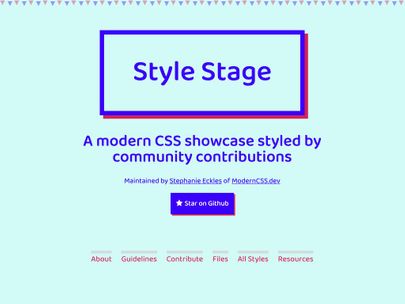 Style Stage
A modern CSS showcase styled by
community contributions
Maintained by Stephanie Eckles of ModernCSS.dev
Star on Github
About Guidelines Contribute Files All Styles Resources